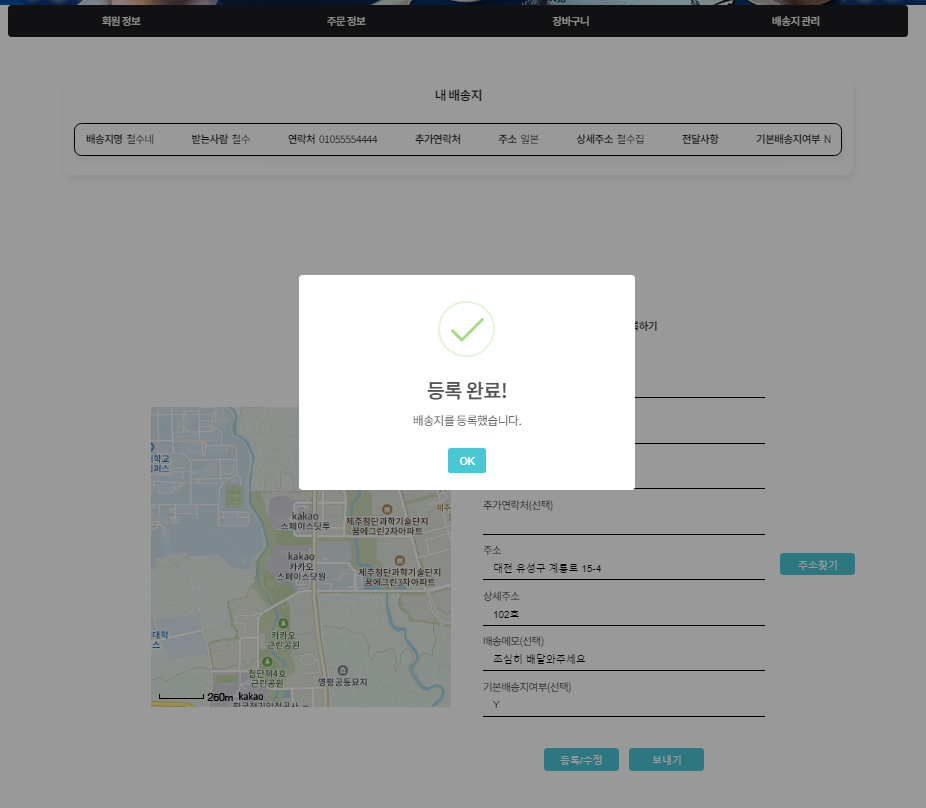 회원 정보 주문 정보 장바구니 배송지 관리
내 배송지
배송지명 철수네 받는사람 철수 연락처 01055554444 추가연락처 주소 일본 상세주소 철수집 전달사항 기본배송지여부 N
하기
등록 완료!
배송지를 등록했습니다.
OK
학교
퍼스
kakao
스페이스닷투
제주첨단과학기술단지
꿈에그린2차아파트
제주
kakao
카카오
스페이스닷원
제주첨단과학기술단지
꿈에그린3차아파트
대학
스
카카오
근린공원
첨단제4호
근린공원
영평공동묘지
250m kakao
추가연락처(선택)
주소
대전 유성구 계룡로 15-4
주소찾기
상세주소
102호
배송메모(선택)
조심히 배달와주세요
기본배송지여부(선택)
Y
등록/수정 보내기